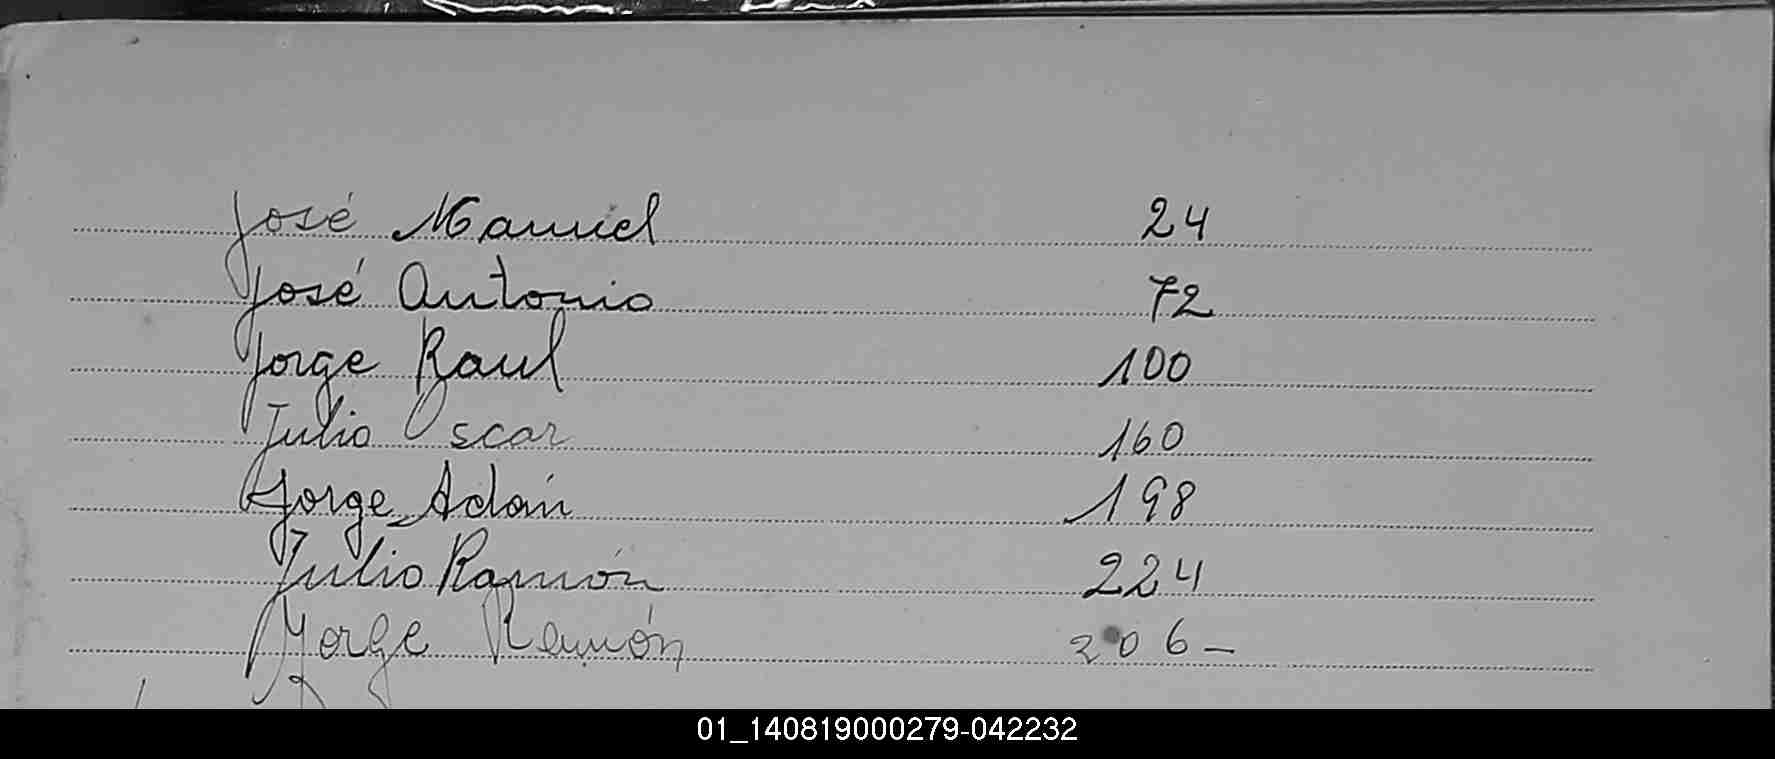 José Manuel 24
José Antonio 72
Jorge Raul 100
Julio Oscar 160
Jorge Adán 198
Julio Ramón 224
Jorge Ramón 206-
01_140819000279-042232